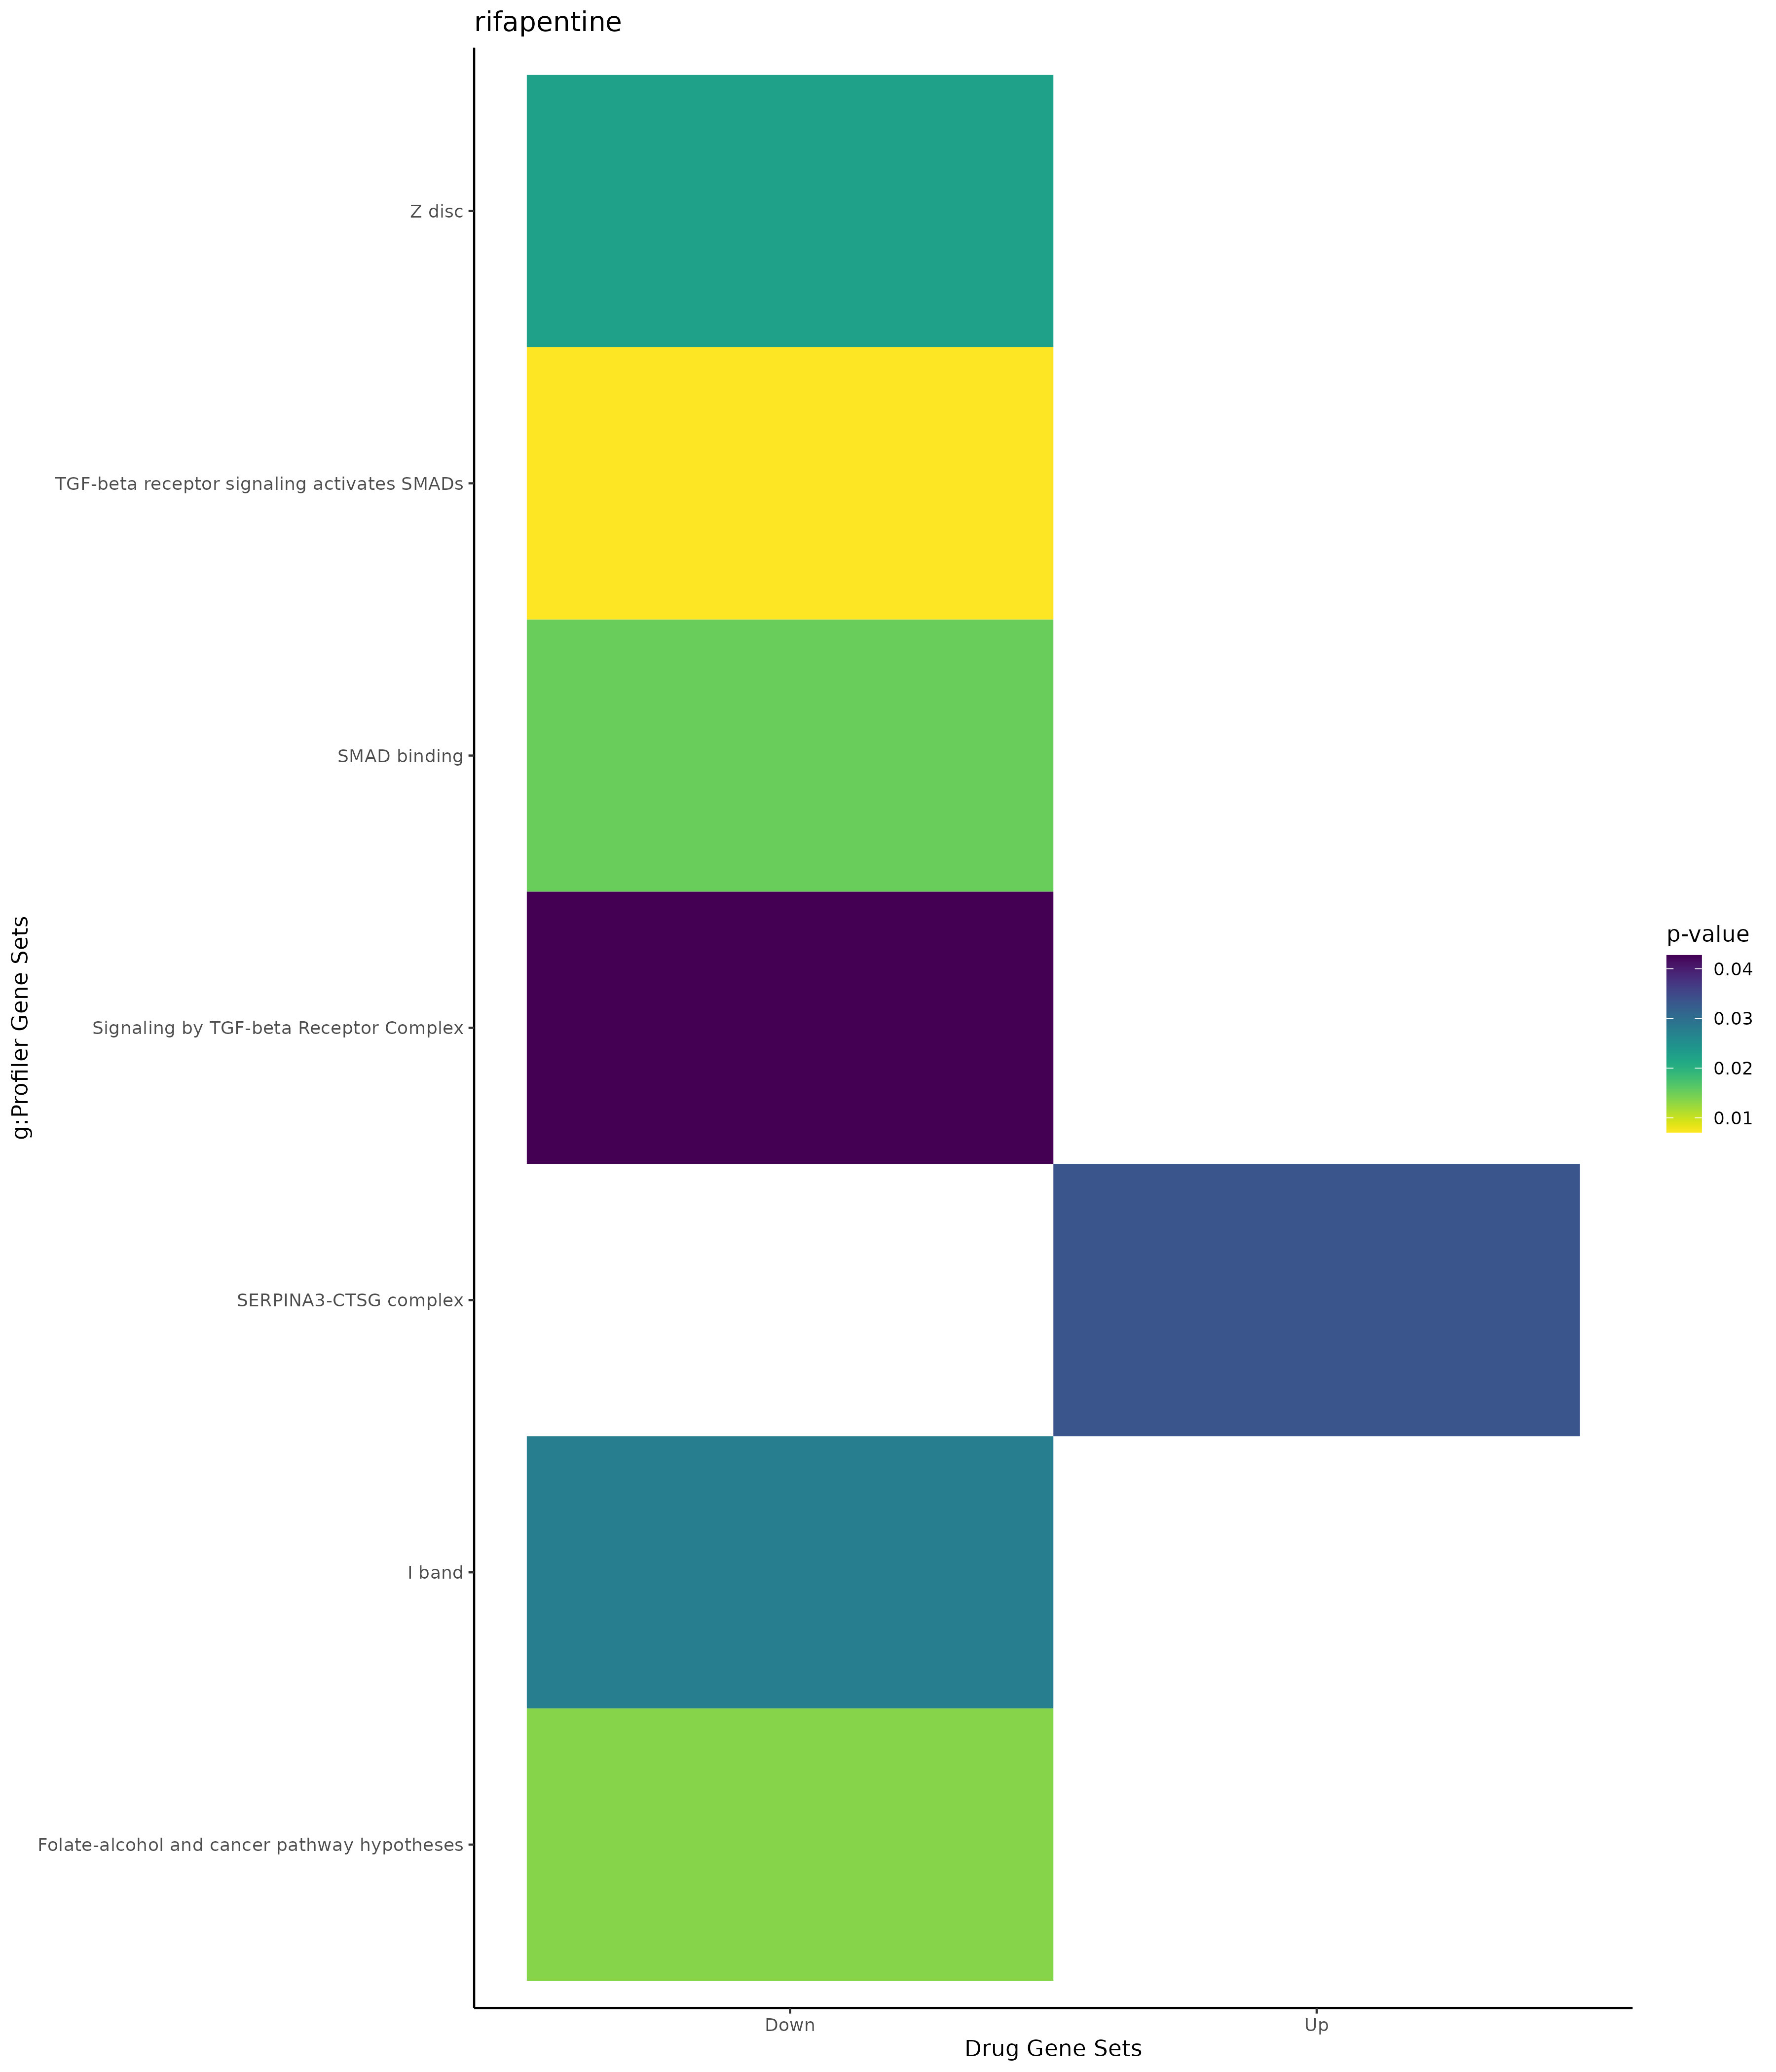 rifapentine
g:Profiler Gene Sets
Z disc
TGF-beta receptor signaling activates SMADs
SMAD binding
Signaling by TGF-beta Receptor Complex
SERPINA3-CTSG complex
I band
Folate-alcohol and cancer pathway hypotheses
Down
Up
Drug Gene Sets
p-value
0.04
0.03
0.02
0.01